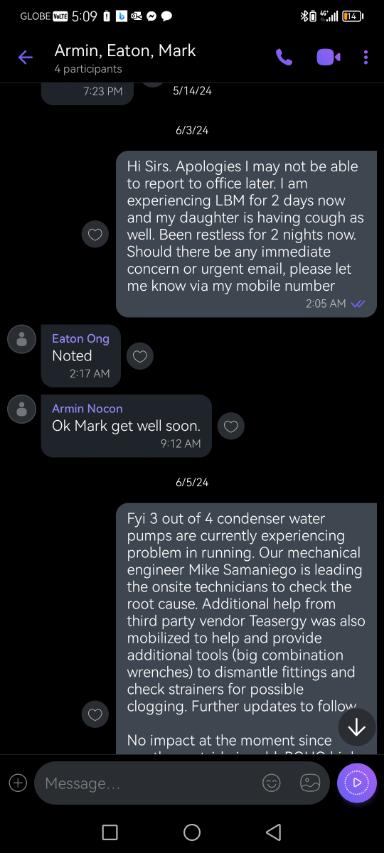 GLOBE VoLTE 5:09 14
Armin, Eaton, Mark
4 participants
7:23 PM
5/14/24
6/3/24
Hi Sirs. Apologies I may not be able
to report to office later. I am
experiencing LBM for 2 days now
and my daughter is having cough as
well. Been restless for 2 nights now.
Should there be any immediate
concern or urgent email, please let
me know via my mobile number
2:05 AM
Eaton Ong
Noted
2:17 AM
Armin Nocon
Ok Mark get well soon.
9:12 AM
6/5/24
Fyi 3 out of 4 condenser water
pumps are currently experiencing
problem in running. Our mechanical
engineer Mike Samaniego is leading
the onsite technicians to check the
root cause. Additional help from
third party vendor Teasergy was also
mobilized to help and provide
additional tools (big combination
wrenches) to dismantle fittings and
check strainers for possible
clogging. Further updates to follow
No impact at the moment since
Message...